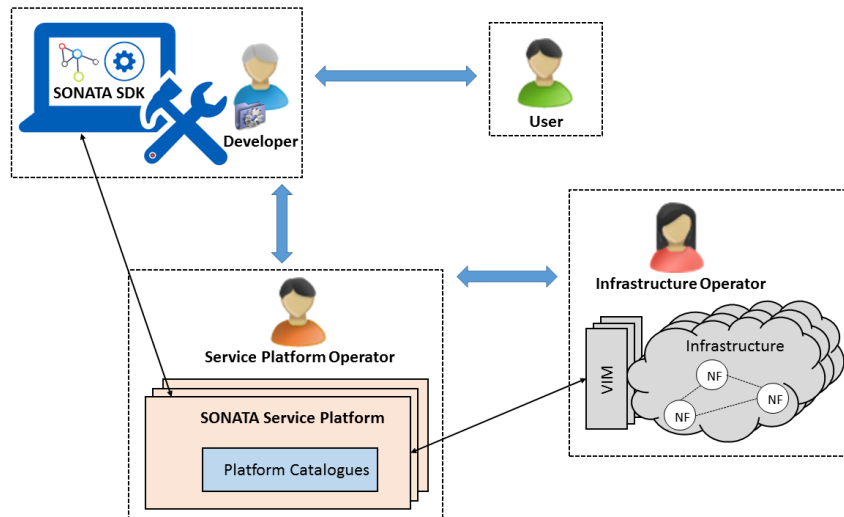 SONATA SDK
Developer
User
Service Platform Operator
SONATA Service Platform
Platform Catalogues
Infrastructure Operator
Infrastructure
VIM
NF
NF
NF